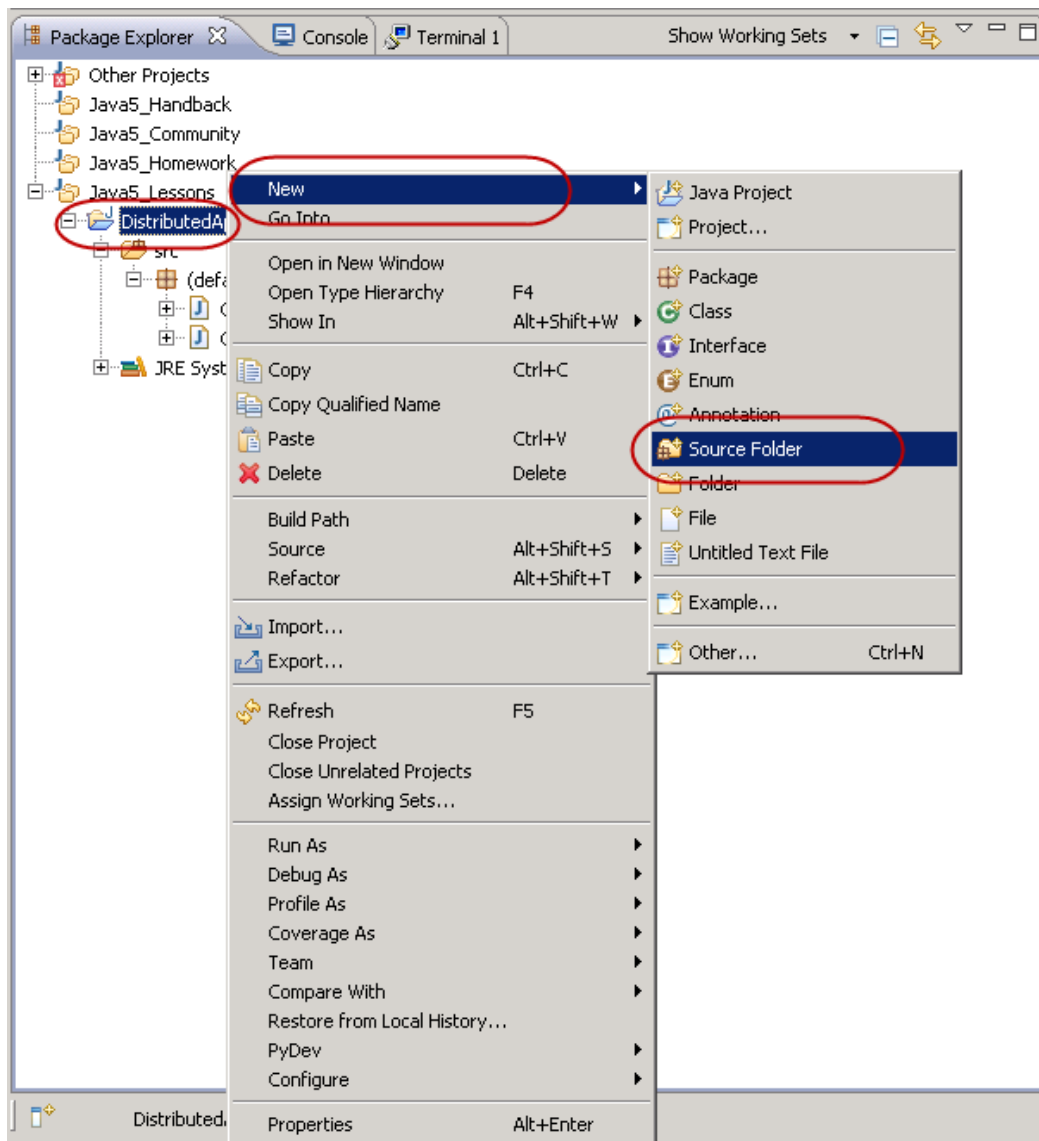 Package Explorer Console Terminal 1 Show Working Sets
Other Projects
Java5_Handback
Java5_Community
Java5_Homework
Java5_Lessons
DistributedA
src
(defa
J
J
JRE Syst
New
Go Into
Open in New Window
Open Type Hierarchy F4
Show In Alt+Shift+W
Copy Ctrl+C
Copy Qualified Name
Paste Ctrl+V
Delete Delete
Build Path
Source Alt+Shift+S
Refactor Alt+Shift+T
Import...
Export...
Refresh F5
Close Project
Close Unrelated Projects
Assign Working Sets...
Run As
Debug As
Profile As
Coverage As
Team
Compare With
Restore from Local History...
PyDev
Configure
Properties Alt+Enter
Java Project
Project...
Package
Class
Interface
Enum
Annotation
Source Folder
Folder
File
Untitled Text File
Example...
Other... Ctrl+N
Distributed